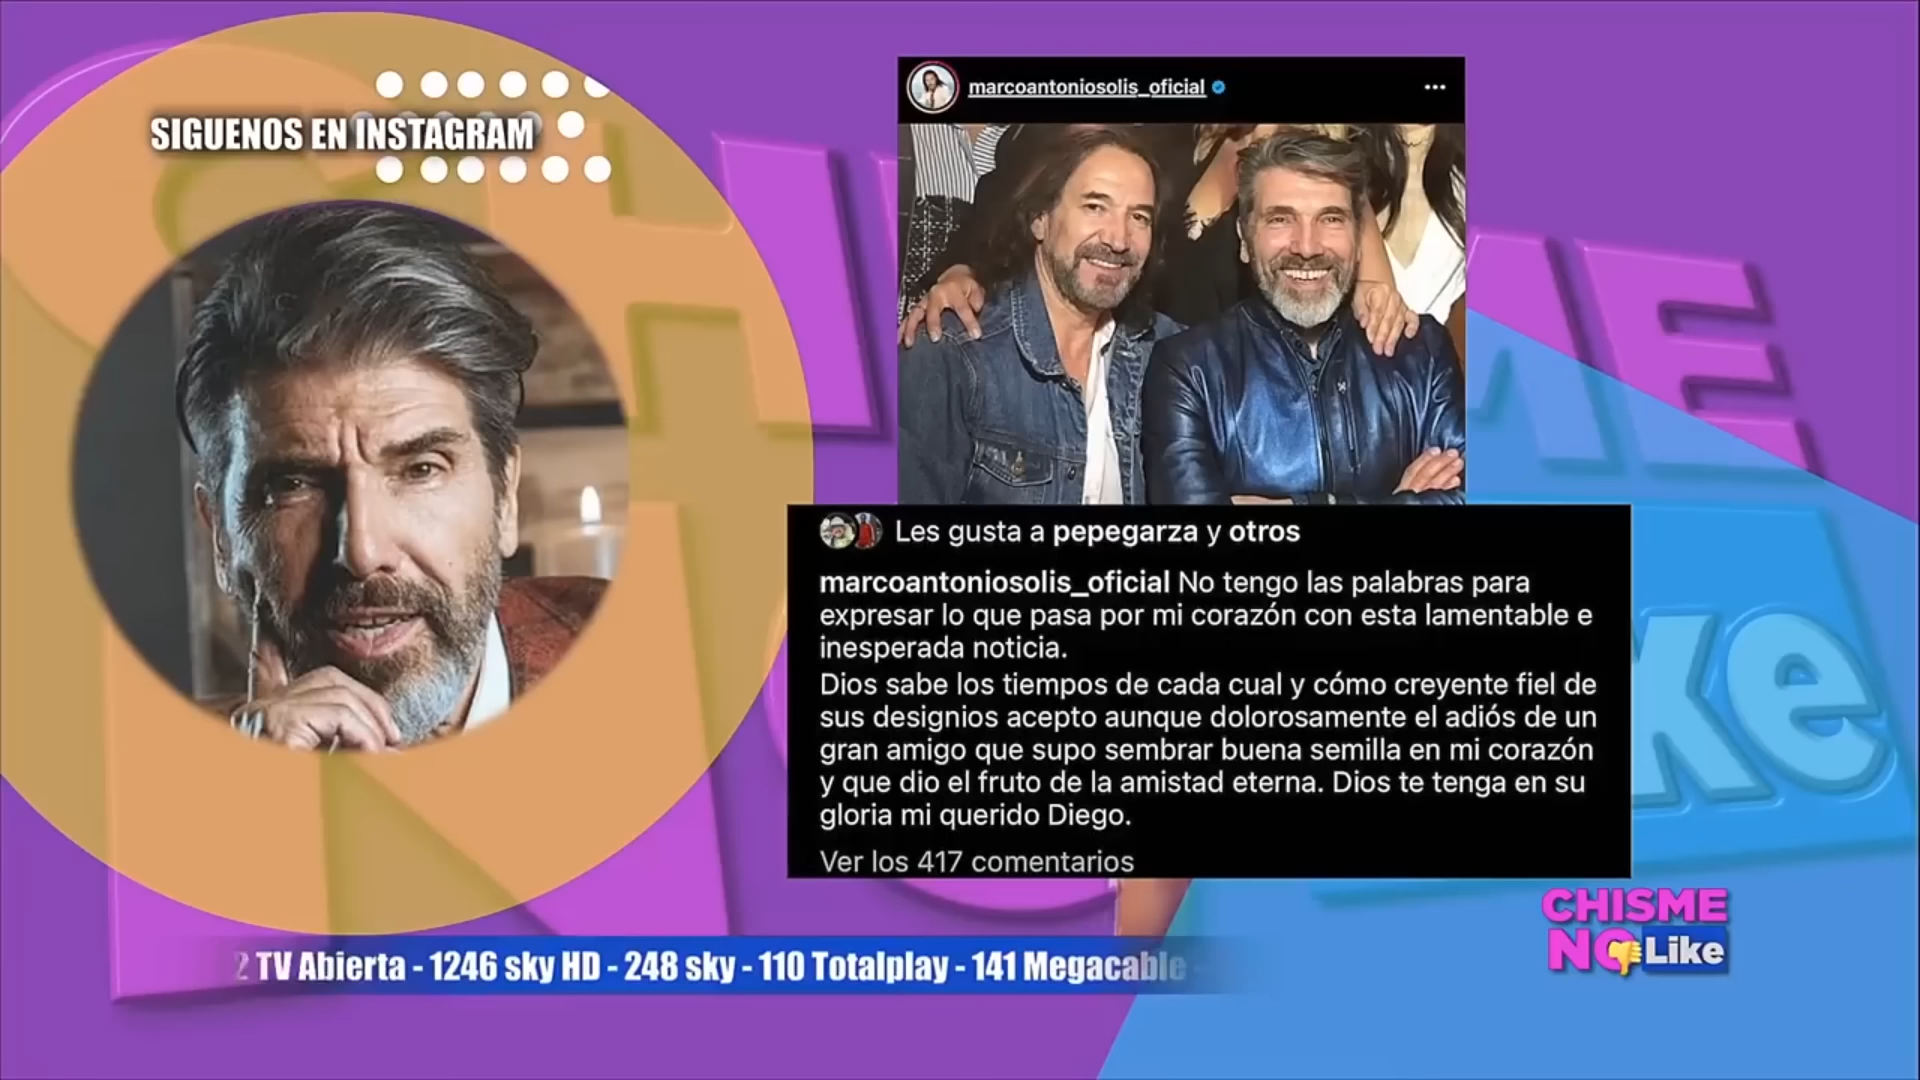 SIGUENOS EN INSTAGRAM
marcoantoniosolis_oficial
Les gusta a pepegarza y otros
marcoantoniosolis_oficial No tengo las palabras para
expresar lo que pasa por mi corazón con esta lamentable e
inesperada noticia.
Dios sabe los tiempos de cada cual y cómo creyente fiel de
sus designios acepto aunque dolorosamente el adiós de un
gran amigo que supo sembrar buena semilla en mi corazón
y que dio el fruto de la amistad eterna. Dios te tenga en su
gloria mi querido Diego.
Ver los 417 comentarios
2 TV Abierta - 1246 sky HD - 248 sky - 110 Totalplay - 141 Megacable -
CHISME
NO Like